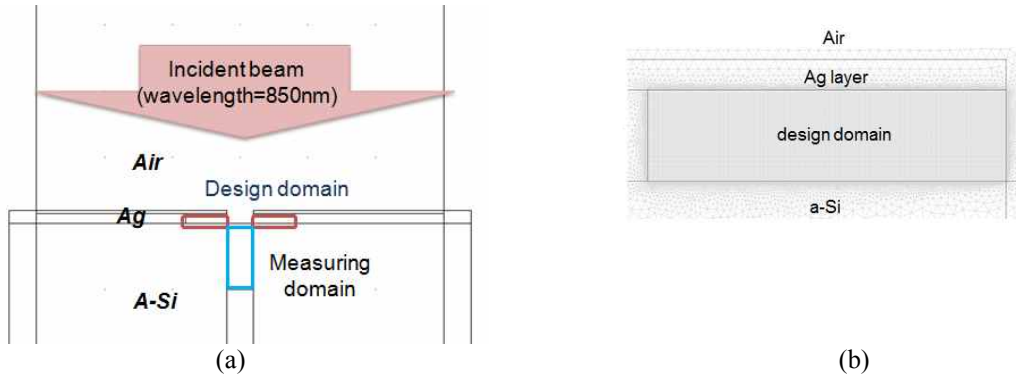 Incident beam
(wavelength=850nm)
Air
Design domain
Ag
Measuring
domain
A-Si
(a)
Air
Ag layer
design domain
a-Si
(b)